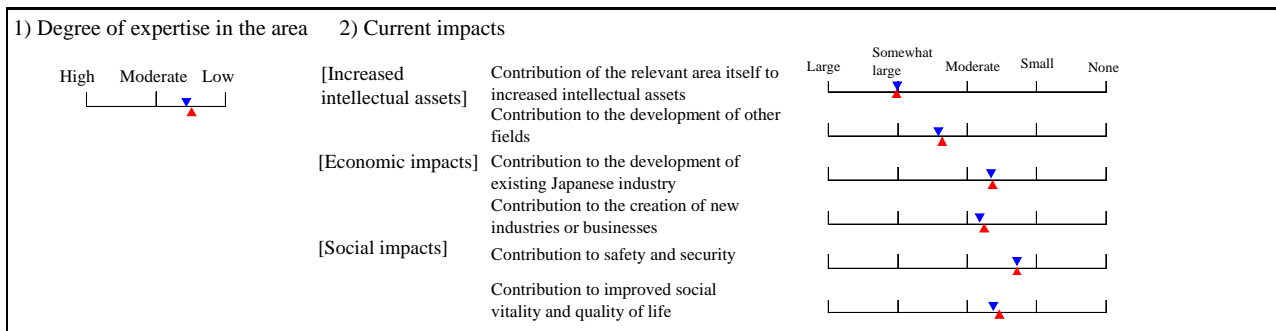 1) Degree of expertise in the area
2) Current impacts
High Moderate Low
[Increased
intellectual assets]
Contribution of the relevant area itself to
increased intellectual assets
Large Somewhat
large Moderate Small None
Contribution to the development of other
fields
[Economic impacts]
Contribution to the development of
existing Japanese industry
Contribution to the creation of new
industries or businesses
[Social impacts]
Contribution to safety and security
Contribution to improved social
vitality and quality of life